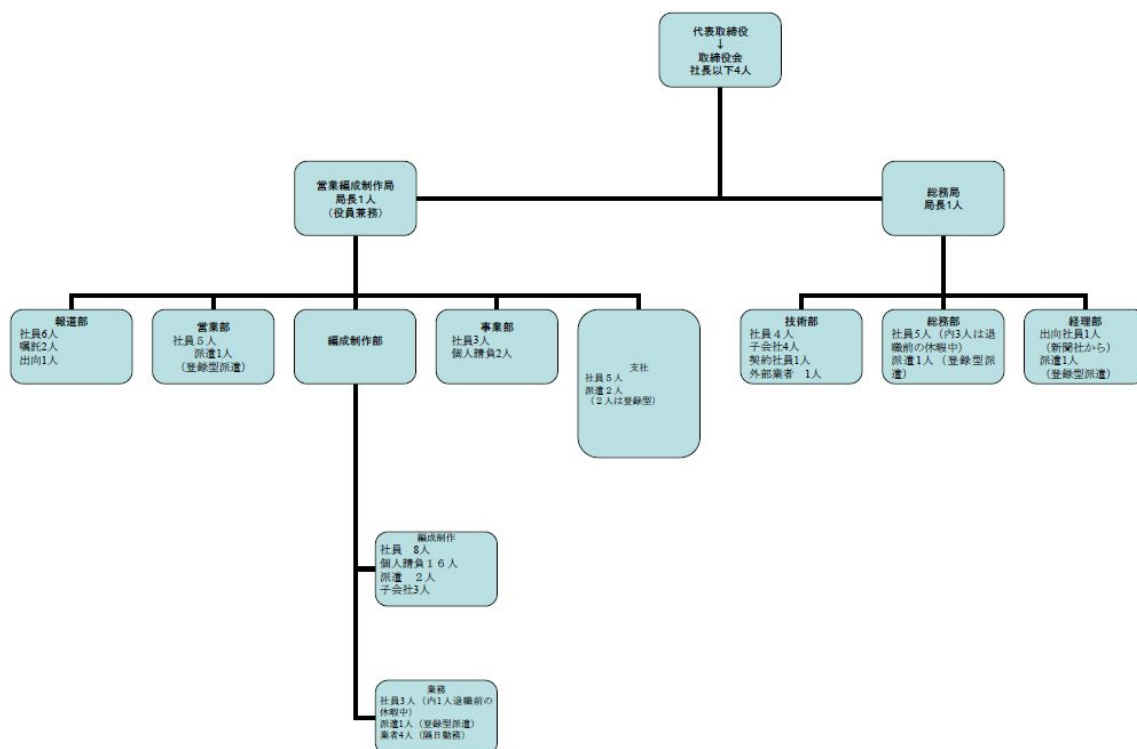 代表取締役
↓
取締役会
社長以下4人
営業編成制作局
局長1人
（役員兼務）
総務局
局長1人
報道部
社員6人
嘱託2人
出向1人
営業部
社員５人
派遣1人
（登録型派遣）
編成制作部
事業部
社員3人
個人請負2人
支社
社員５人
派遣２人
（２人は登録型）
技術部
社員４人
子会社4人
契約社員1人
外部業者　1人
総務部
社員5人（内3人は退
職前の休暇中）
派遣1人（登録型派
遣）
経理部
出向社員1人
（新聞社から）
派遣1人
（登録型派遣）
編成制作
社員　8人
個人請負１６人
派遣　２人
子会社3人
業務
社員3人（内1人退職前の
休暇中）
派遣1人（登録型派遣）
業者4人（隔日勤務）